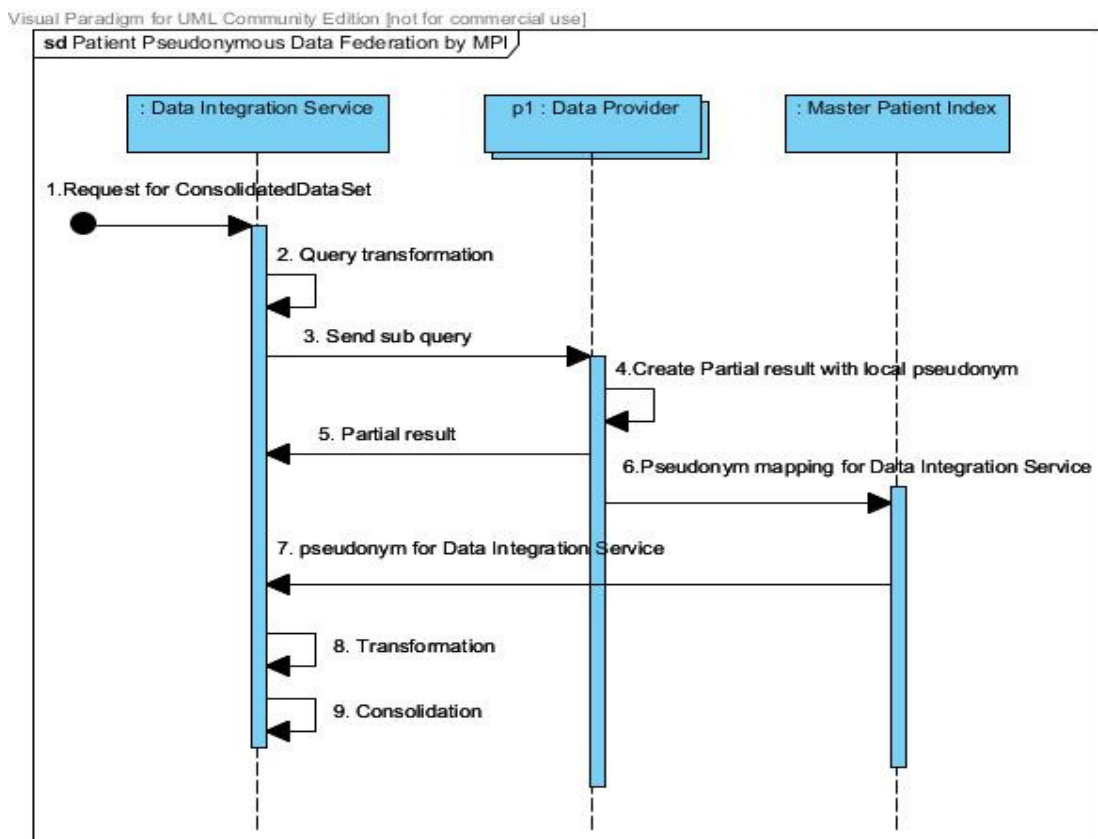 Visual Paradigm for UML Community Edition [not for commercial use]
sd Patient Pseudonymous Data Federation by MPI
: Data Integration Service
p1 : Data Provider
: Master Patient Index
1.Request for ConsolidatedDataSet
2. Query transformation
3. Send sub query
4.Create Partial result with local pseudonym
5. Partial result
6.Pseudonym mapping for Data Integration Service
7. pseudonym for Data Integration Service
8. Transformation
9. Consolidation